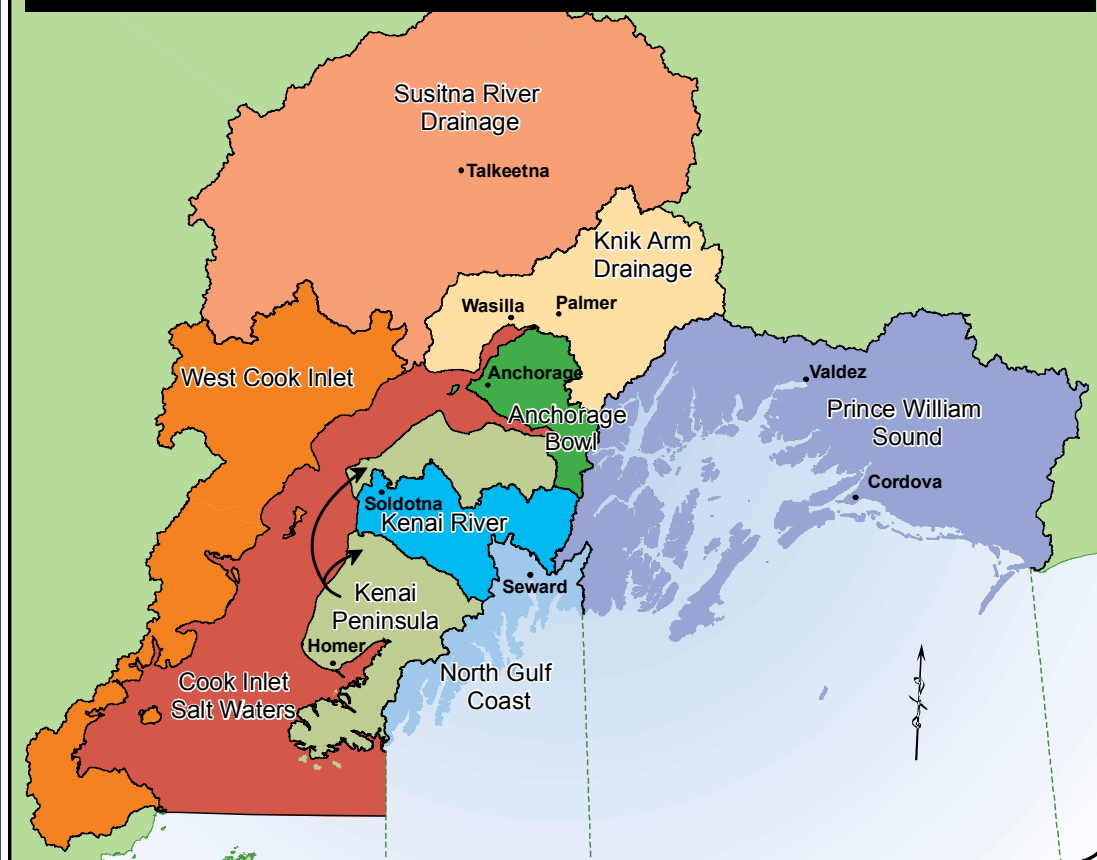 Susitna River
Drainage
Talkeetna
Knik Arm
Drainage
Wasilla
Palmer
West Cook Inlet
Anchorage
Anchorage
Bowl
Valdez
Prince William
Sound
Cordova
Soldotna
Kenai River
Seward
Kenai
Peninsula
Homer
North Gulf
Coast
Cook Inlet
Salt Waters